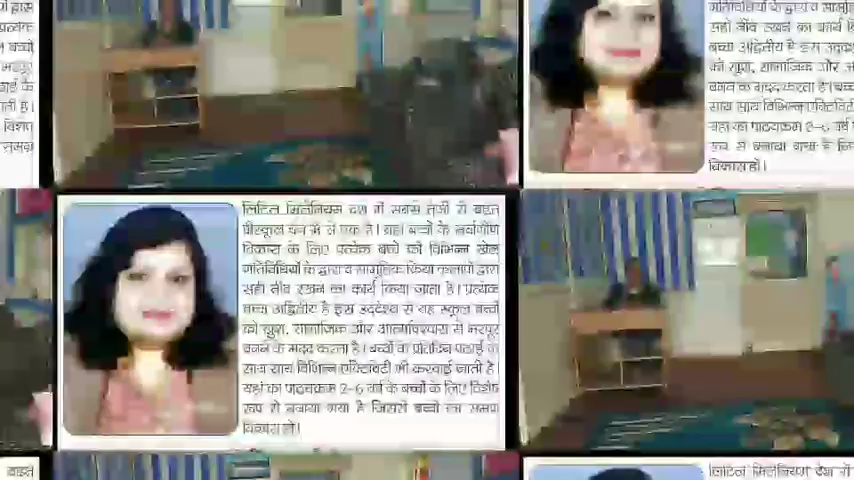 लिटिल मिलेनियम देश में सबसे तेजी से बढ़ते
प्रीस्कूल चेन में से एक है। यहां बच्चों के सर्वांगीण
विकास के लिए प्रत्येक बच्चे को विभिन्न खेल
गतिविधियों के द्वारा व सामूहिक क्रिया कलापों द्वारा
सही नींव रखने का कार्य किया जाता है। प्रत्येक
बच्चा अद्वितीय है इस उद्देश्य से यह स्कूल बच्चों
को खुश, सामाजिक और आत्मविश्वास से भरपूर
बनने के मदद करता है। बच्चों को प्रतिदिन पढ़ाई के
साथ साथ विभिन्न एक्टिविटी भी करवाई जाती है।
यहां का पाठ्यक्रम 2-6 वर्ष के बच्चों के लिए विशेष
रूप से बनाया गया है जिससे बच्चों का समग्र
विकास हो।